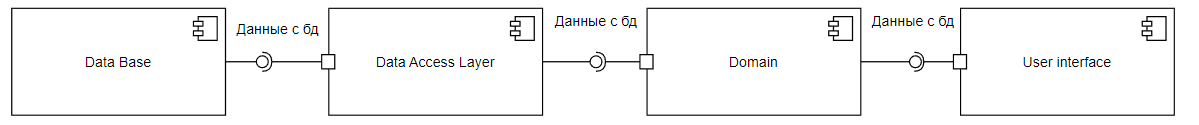 Data Base
Данные с бд
Data Access Layer
Данные с бд
Domain
Данные с бд
User interface